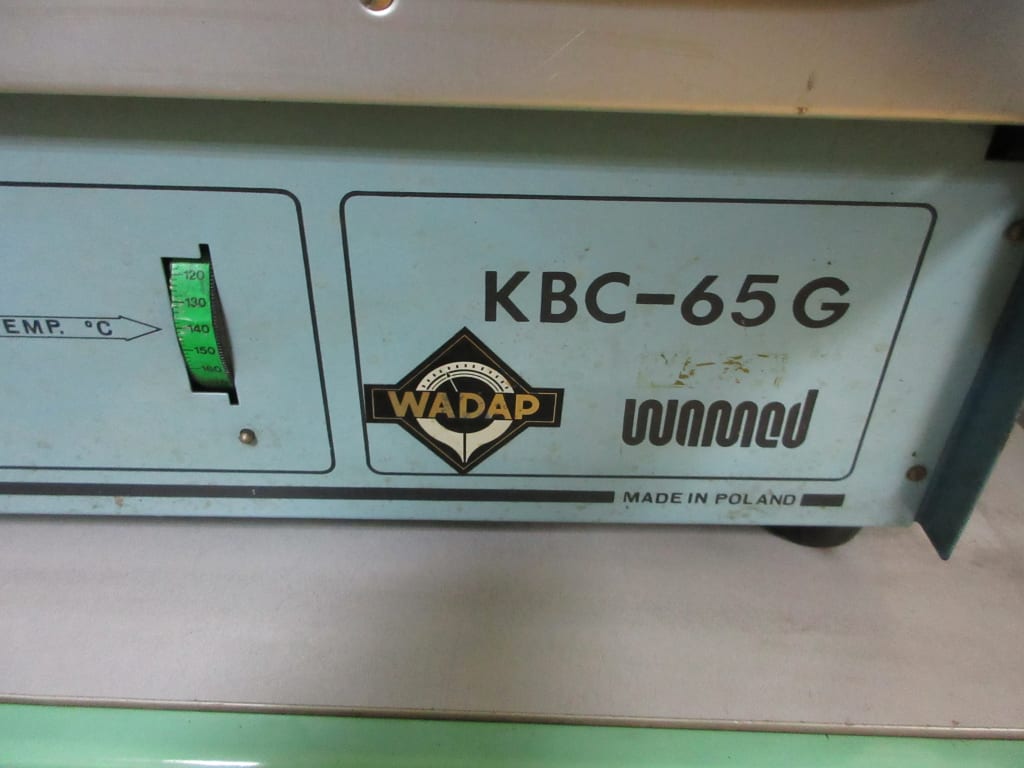 120
130
140
150
160
EMP. °C
KBC-65G
WADAP
wamed
MADE IN POLAND